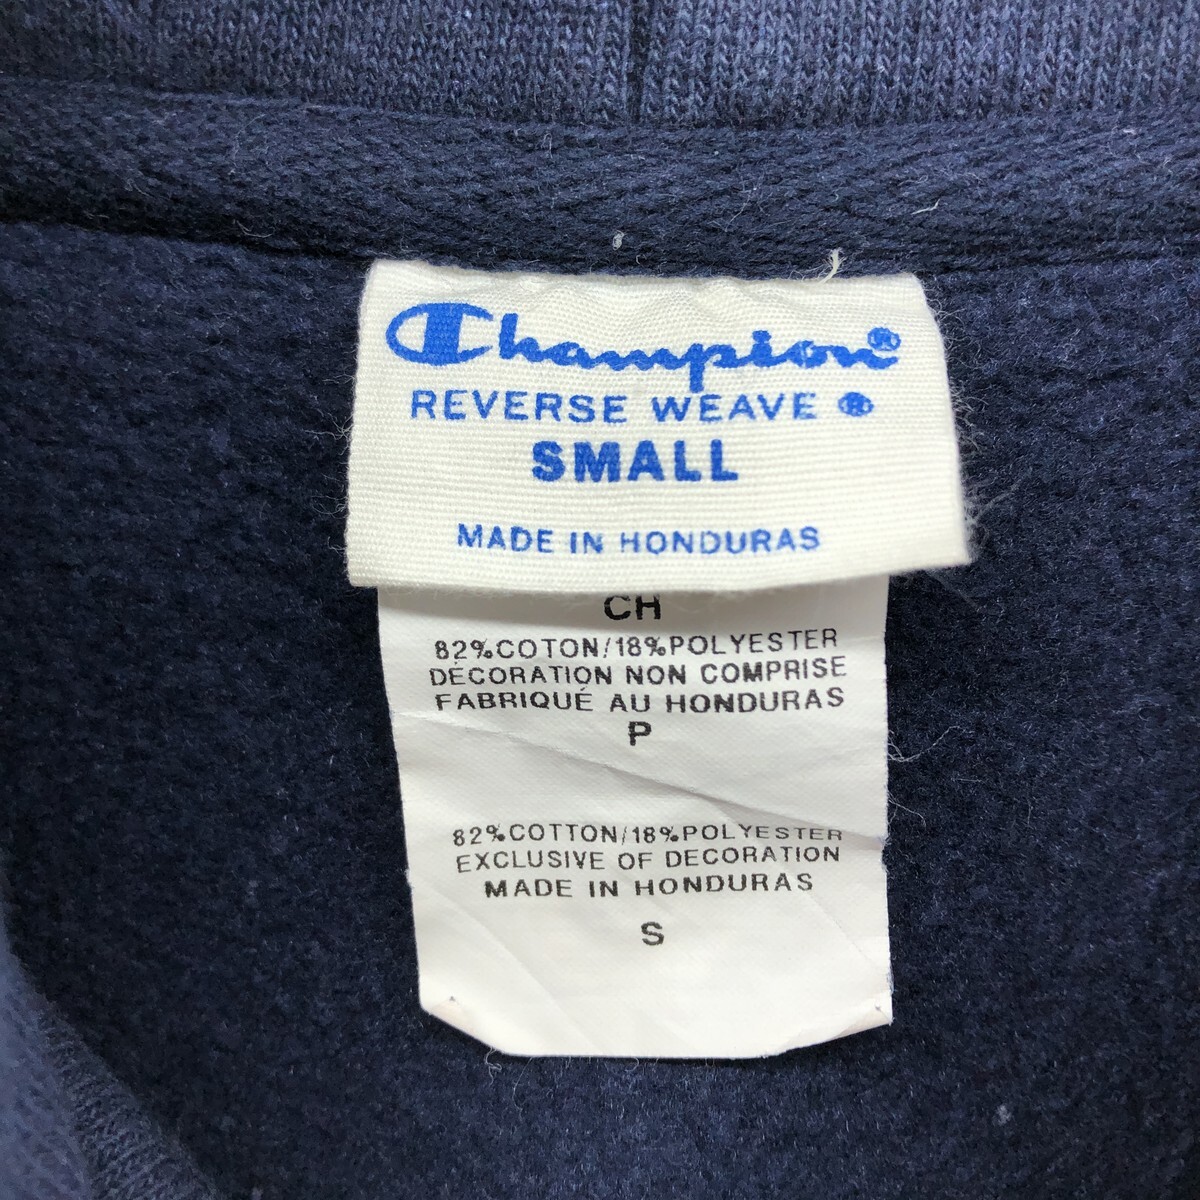 Champion®
REVERSE WEAVE ®
SMALL
MADE IN HONDURAS
CH
82%COTON/18%POLYESTER
DÉCORATION NON COMPRISE
FABRIQUÉ AU HONDURAS
P
82%COTTON/18%POLYESTER
EXCLUSIVE OF DECORATION
MADE IN HONDURAS
S